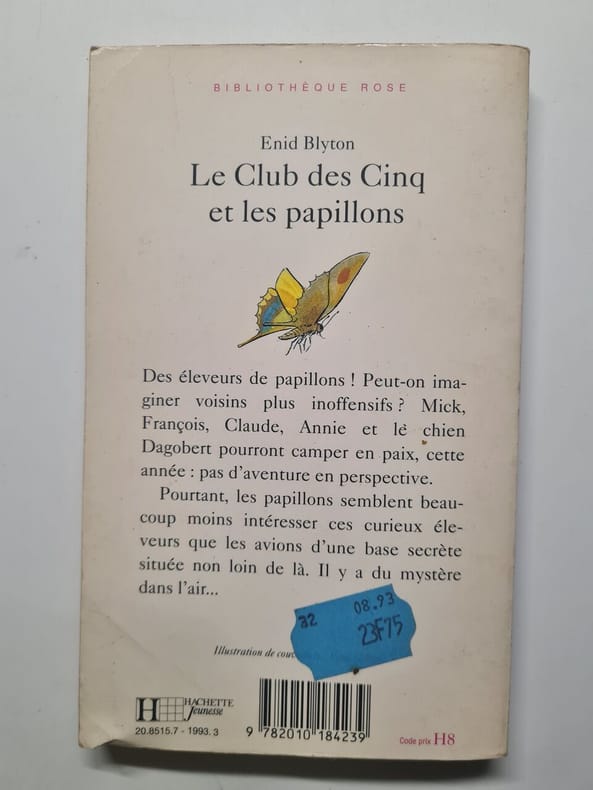 BIBLIOTHÈQUE ROSE
Enid Blyton
Le Club des Cinq
et les papillons
Des éleveurs de papillons ! Peut-on ima-
giner voisins plus inoffensifs ? Mick,
François, Claude, Annie et le chien
Dagobert pourront camper en paix, cette
année : pas d'aventure en perspective.
Pourtant, les papillons semblent beau-
coup moins intéresser ces curieux éle-
veurs que les avions d'une base secrète
située non loin de là. Il y a du mystère
dans l'air...
32 08.93
23F75
Illustration de
H HACHETTE
Jeunesse
20.8515.7 - 1993. 3
9 782010 184239
Code prix H8